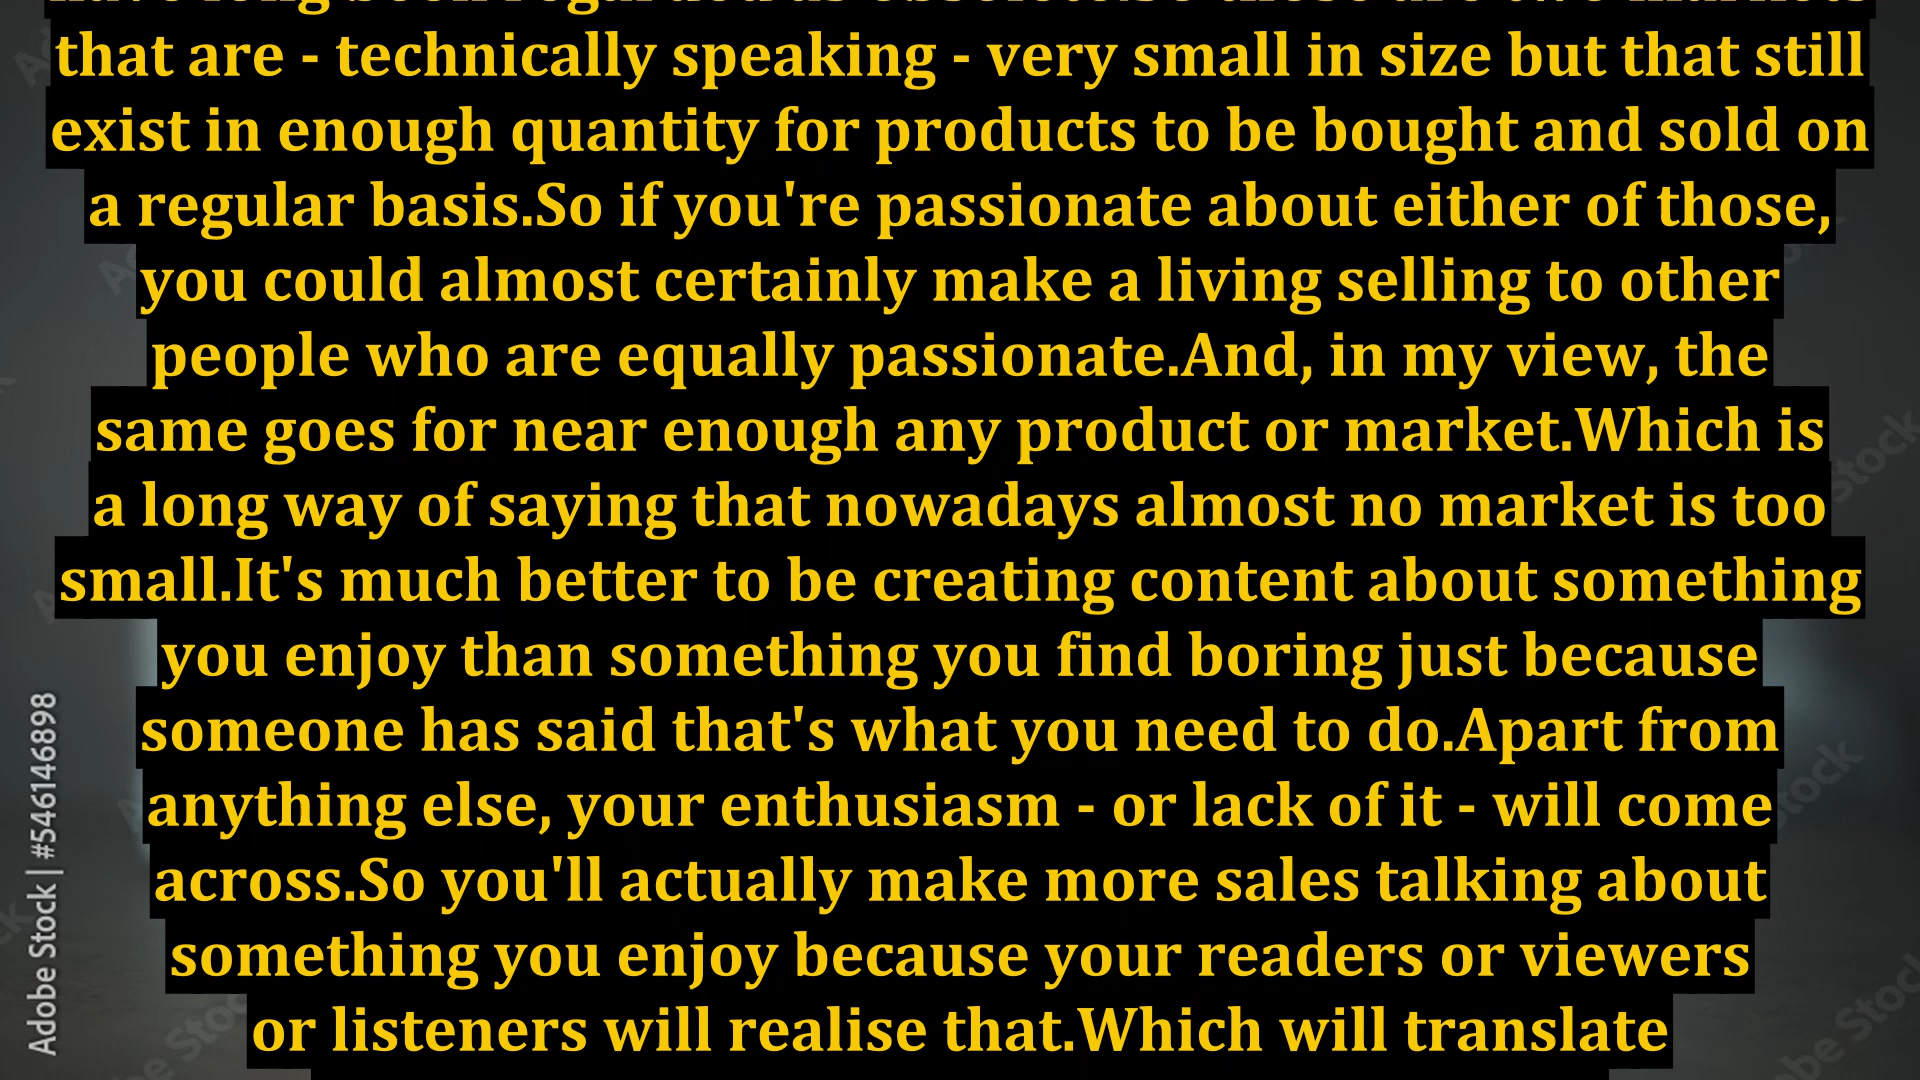 that are - technically speaking - very small in size but that still
exist in enough quantity for products to be bought and sold on
a regular basis.So if you're passionate about either of those,
you could almost certainly make a living selling to other
people who are equally passionate.And, in my view, the
same goes for near enough any product or market.Which is
a long way of saying that nowadays almost no market is too
small.It's much better to be creating content about something
you enjoy than something you find boring just because
someone has said that's what you need to do.Apart from
anything else, your enthusiasm - or lack of it - will come
across.So you'll actually make more sales talking about
something you enjoy because your readers or viewers
or listeners will realise that.Which will translate
Adobe Stock | #546146898